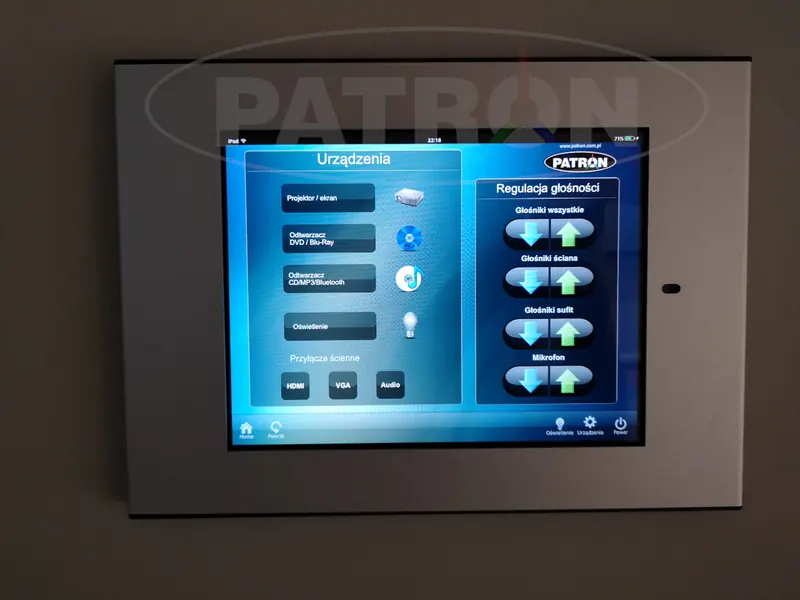 PATRON
iPad 22:18 71%
www.patron.com.pl
PATRON
Urządzenia
Projektor / ekran
Odtwarzacz
DVD / Blu-Ray
Odtwarzacz
CD/MP3/Bluetooth
Oświetlenie
Przyłącza ścienne
HDMI VGA Audio
Regulacja głośności
Głośniki wszystkie
Głośniki ściana
Głośniki sufit
Mikrofon
Home Powrót Oświetlenie Urządzenia Power